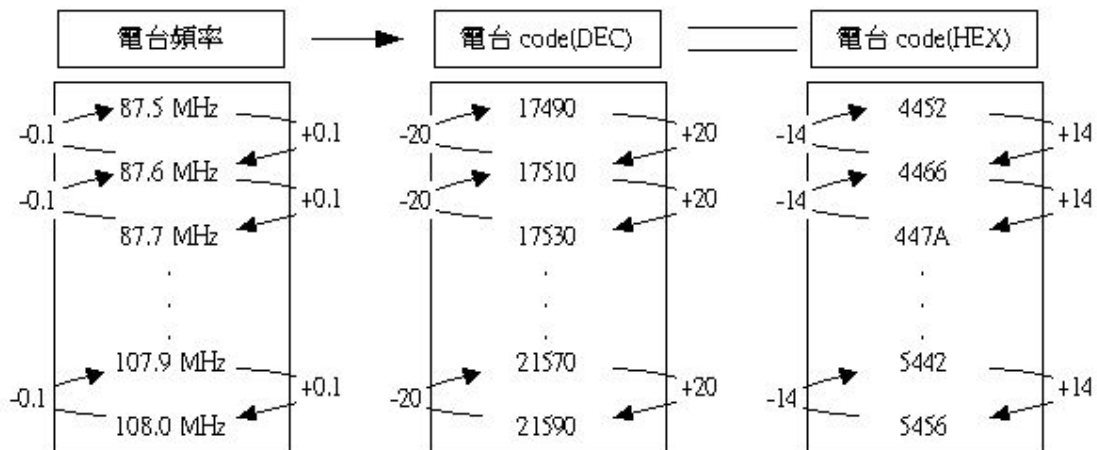 電台頻率 電台 code(DEC) 電台 code(HEX)
87.5 MHz 17490 4452
-0.1 +0.1 -20 +20 -14 +14
87.6 MHz 17510 4466
-0.1 +0.1 -20 +20 -14 +14
87.7 MHz 17530 447A
. . .
. . .
. . .
107.9 MHz 21570 5442
-0.1 +0.1 -20 +20 -14 +14
108.0 MHz 21590 5456